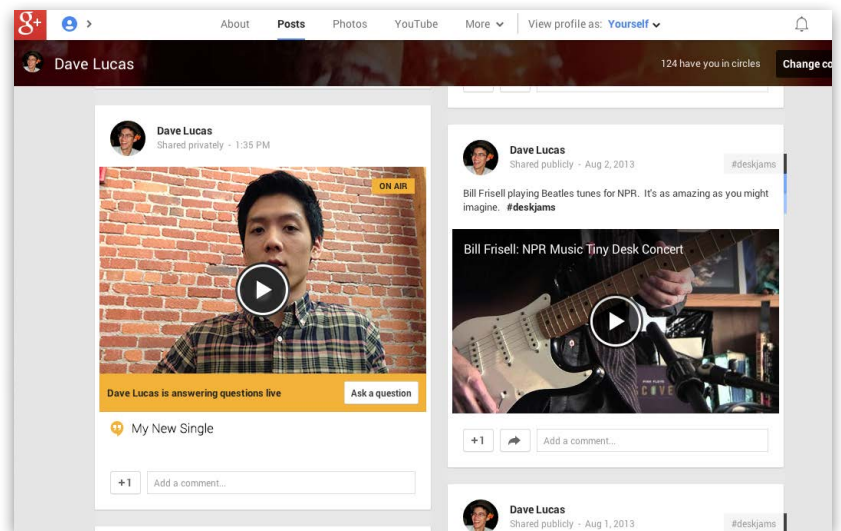 g+
About Posts Photos YouTube More View profile as: Yourself
Dave Lucas
124 have you in circles
Change co
Dave Lucas
Shared privately - 1:35 PM
ON AIR
Dave Lucas is answering questions live
Ask a question
My New Single
+1
Add a comment...
Dave Lucas
Shared publicly - Aug 2, 2013
#deskjams
Bill Frisell playing Beatles tunes for NPR. It's as amazing as you might
imagine. #deskjams
Bill Frisell: NPR Music Tiny Desk Concert
+1
Add a comment...
Dave Lucas
Shared publicly - Aug 1, 2013
#deskjams